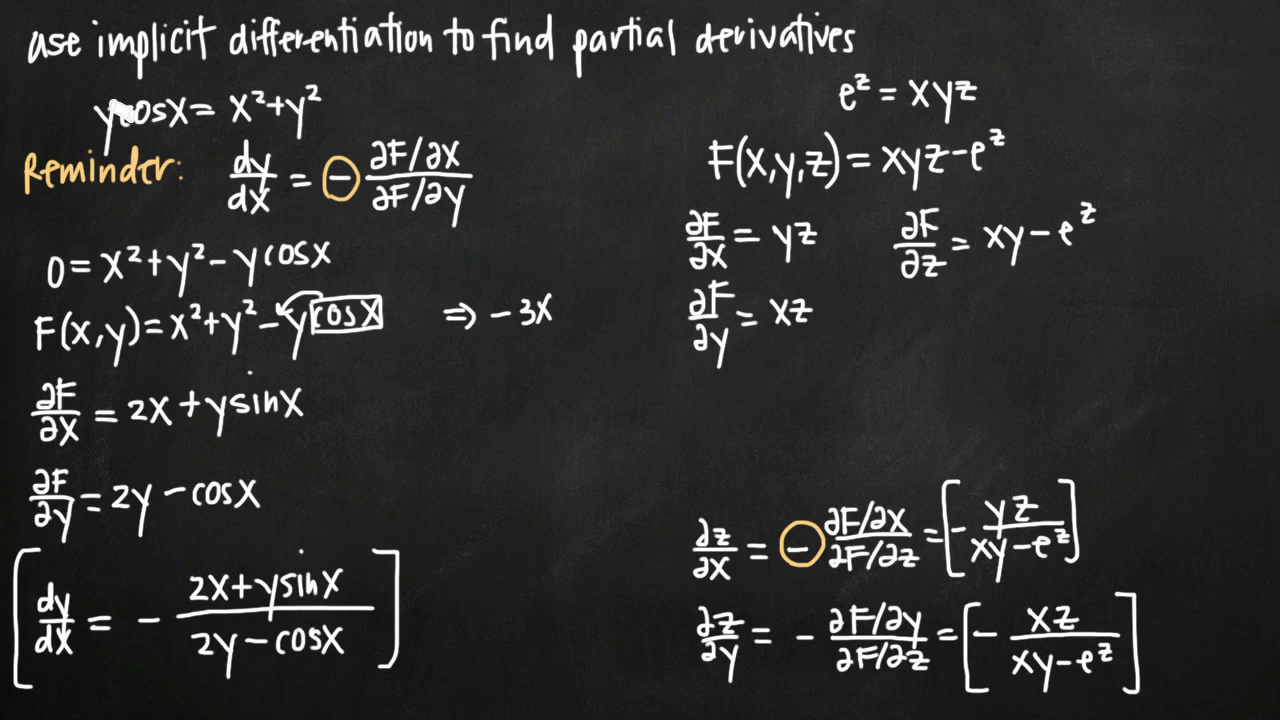 use implicit differentiation to find partial derivatives
ycosx = x² + y²
Reminder: dy/dx = − ∂F/∂x / ∂F/∂y
0 = x² + y² − ycosx
F(x,y) = x² + y² − ycosx ⇒ −3x
∂F/∂x = 2x + ysinx
∂F/∂y = 2y − cosx
[dy/dx = − (2x + ysinx)/(2y − cosx)]
e^z = xyz
F(x,y,z) = xyz − e^z
∂F/∂x = yz ∂F/∂z = xy − e^z
∂F/∂y = xz
∂z/∂x = − ∂F/∂x / ∂F/∂z = [− yz/(xy − e^z)]
∂z/∂y = − ∂F/∂y / ∂F/∂z = [− xz/(xy − e^z)]